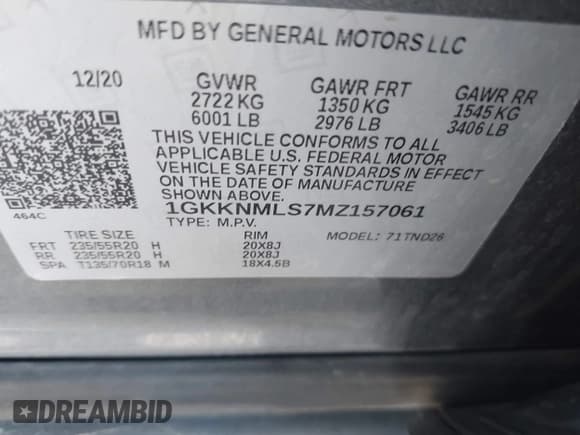 MFD BY GENERAL MOTORS LLC
12/20 GVWR GAWR FRT GAWR RR
2722 KG 1350 KG 1545 KG
6001 LB 2976 LB 3406 LB
THIS VEHICLE CONFORMS TO ALL
APPLICABLE U.S. FEDERAL MOTOR
VEHICLE SAFETY STANDARDS IN EFFECT
ON THE DATE OF MANUFACTURE
SHOWN ABOVE.
464C
1GKKNMLS7MZ157061
TYPE: M.P.V. MODEL: 71TND26
TIRE SIZE RIM
FRT 235/55R20 H 20X8J
RR 235/55R20 H 20X8J
SPA T135/70R18 M 18X4.5B
DREAMBID